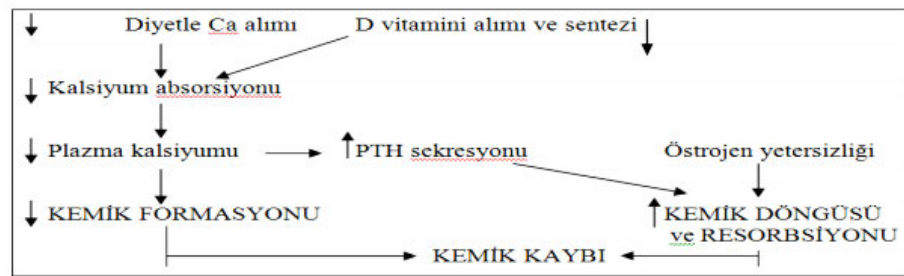 Diyetle Ca alımı D vitamini alımı ve sentezi
Kalsiyum absorsiyonu
Plazma kalsiyumu PTH sekresyonu Östrojen yetersizliği
KEMİK FORMASYONU KEMİK DÖNGÜSÜ
ve RESORBSİYONU
KEMİK KAYBI